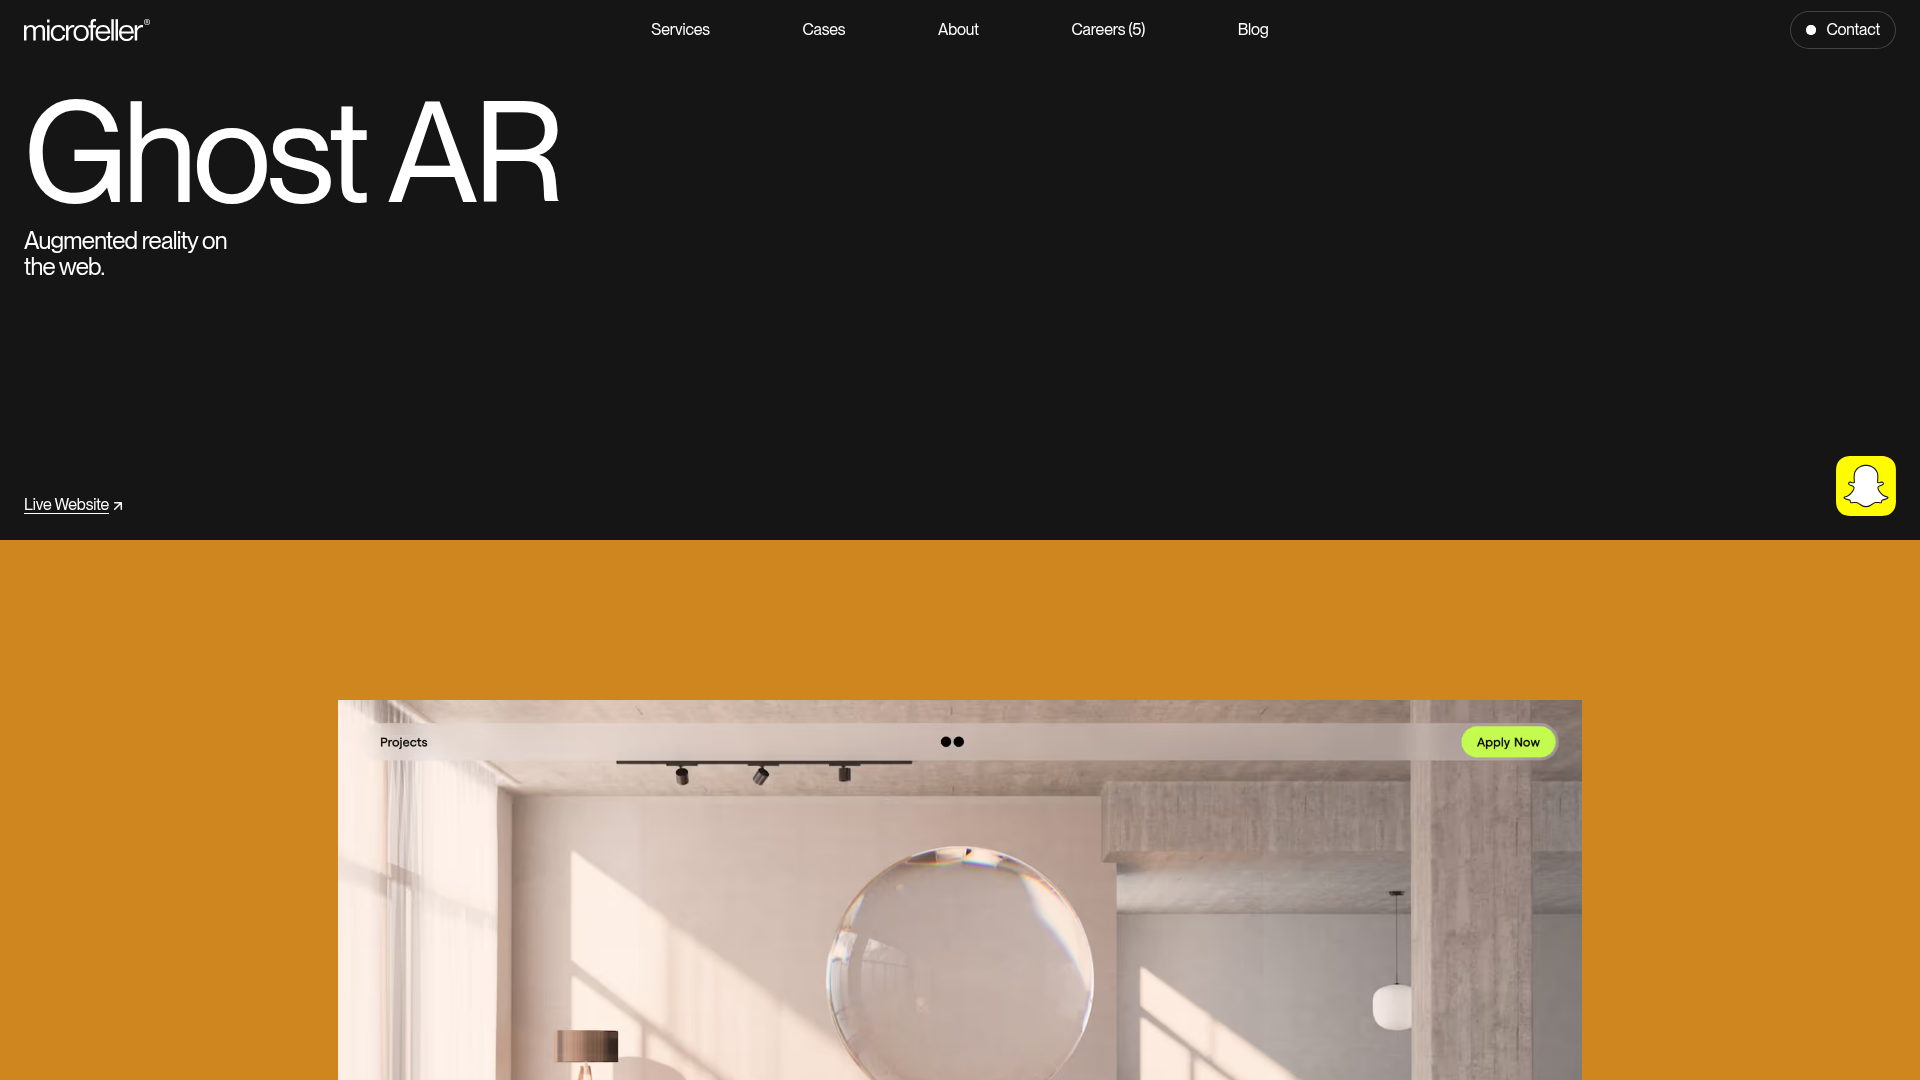 microfeller®
Services
Cases
About
Careers (5)
Blog
Contact
Ghost AR
Augmented reality on
the web.
Live Website
Projects
Apply Now